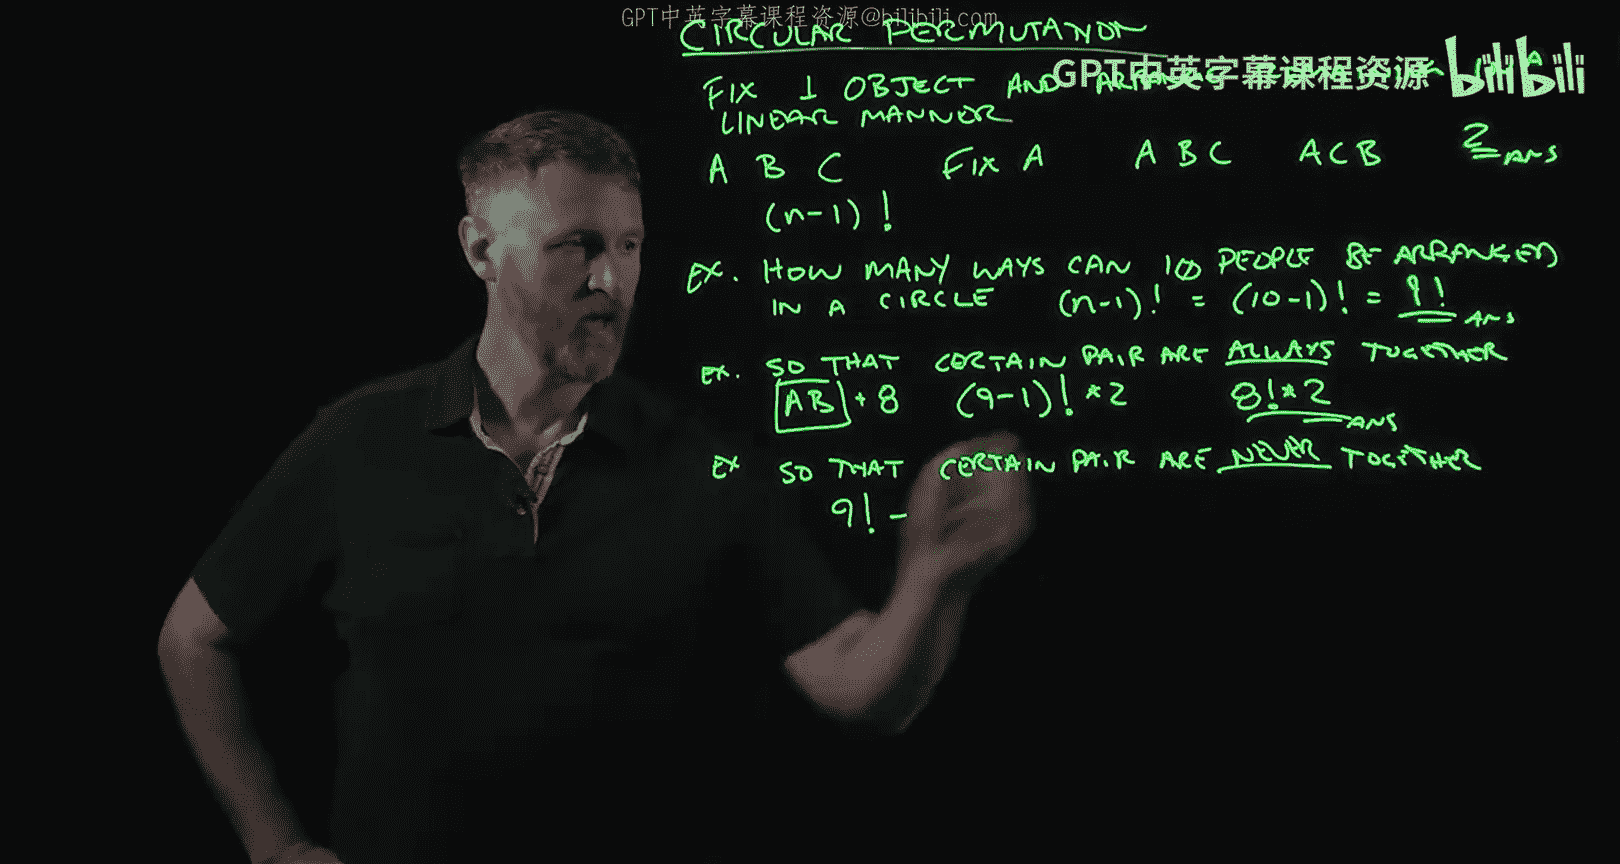 GPT中英字幕课程资源@bilibili.com
CIRCULAR PERMUTATION
GPT中英字幕课程资源 bilibili
FIX 1 OBJECT AND
LINEAR MANNER
A B C FIX A A B C A C B 2 ANS
(n-1)!
EX. HOW MANY WAYS CAN 10 PEOPLE BE ARRANGED
IN A CIRCLE (n-1)! = (10-1)! = 9! ANS
EX. SO THAT CERTAIN PAIR ARE ALWAYS TOGETHER
AB + 8 (9-1)! * 2 8! * 2 ANS
EX SO THAT CERTAIN PAIR ARE NEVER TOGETHER
9! -